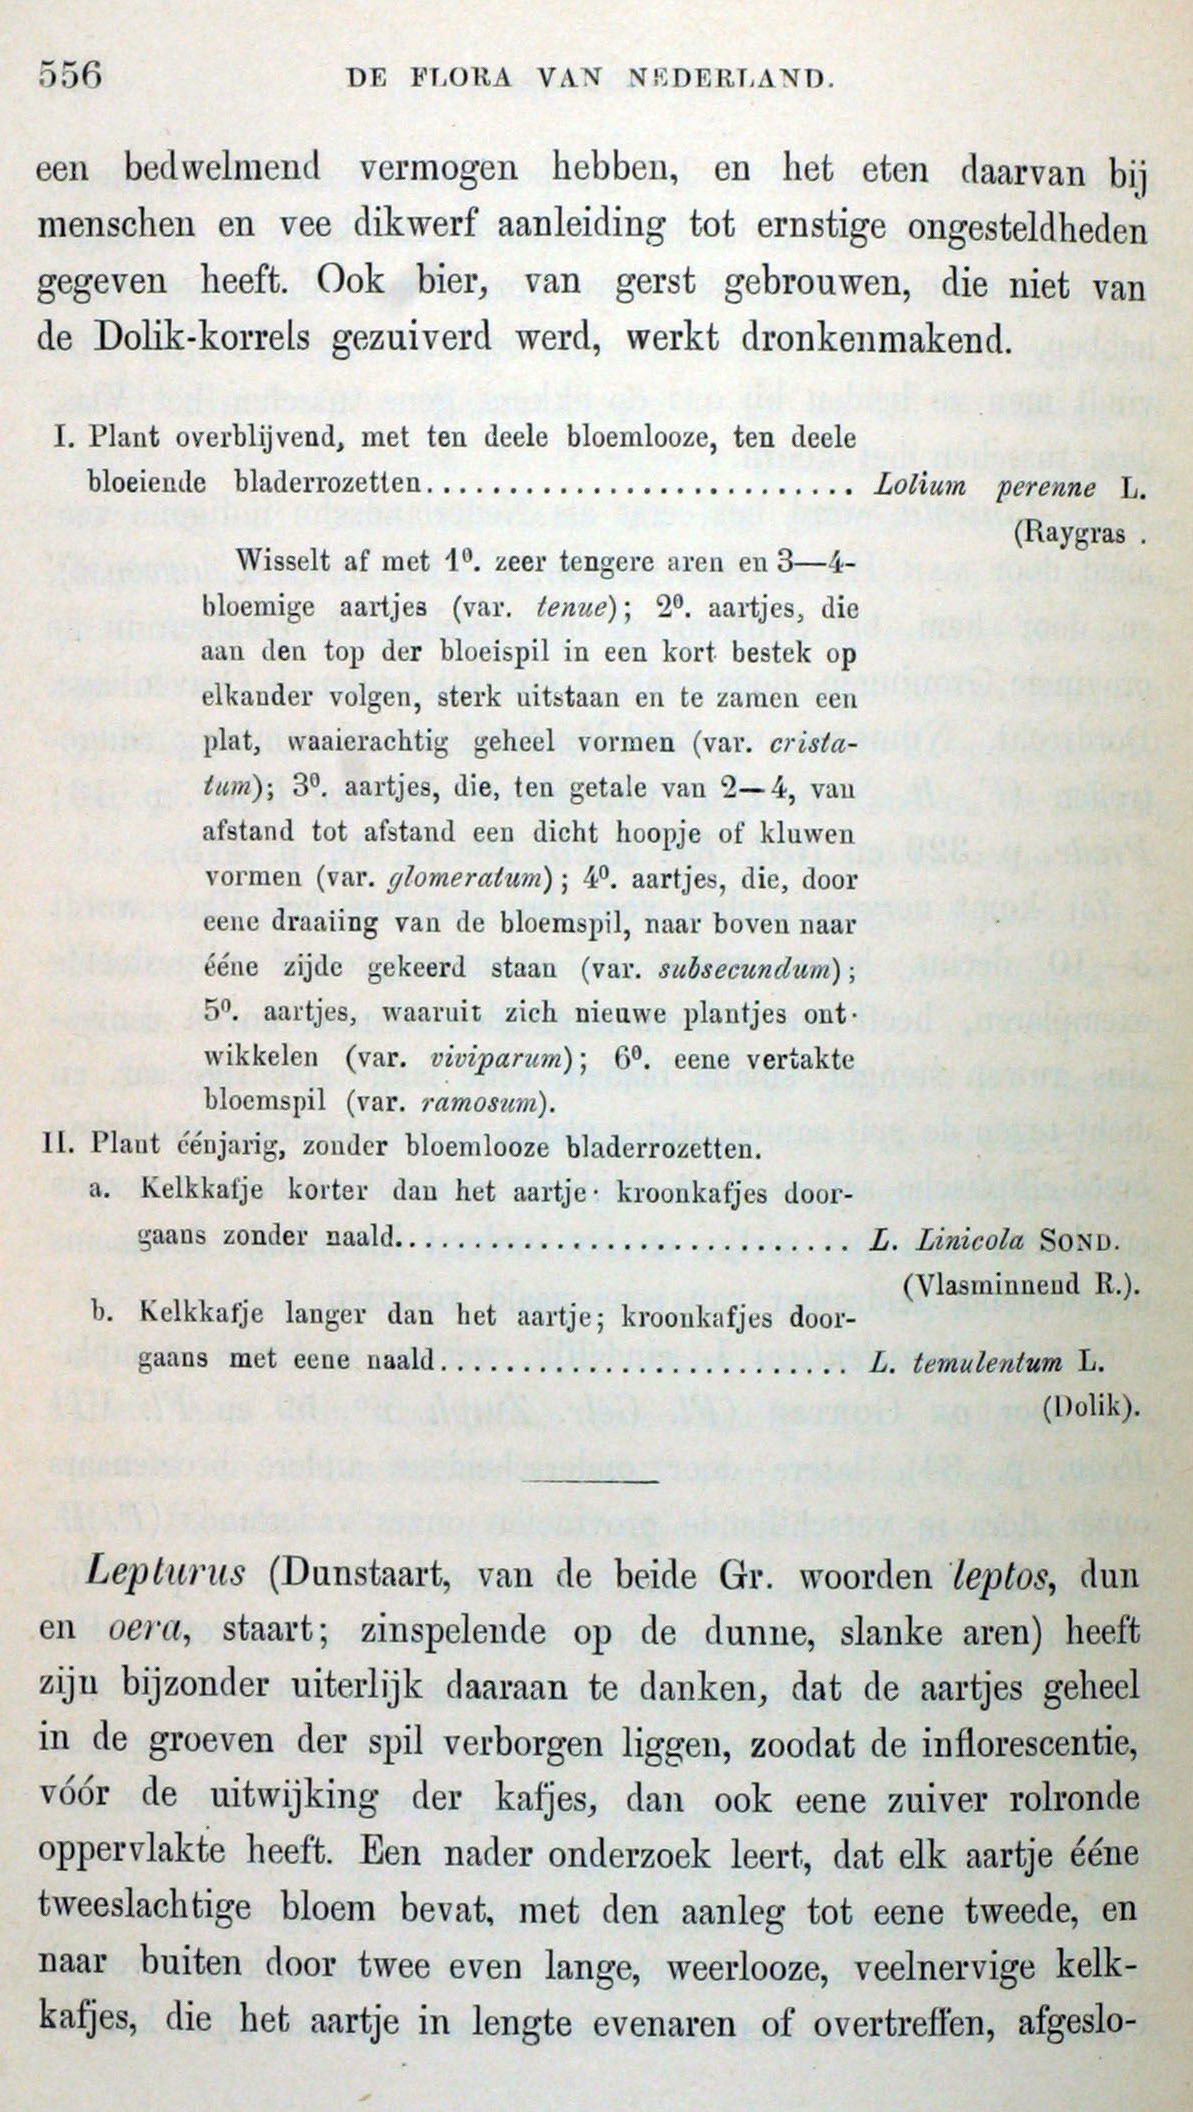 556 DE FLORA VAN NEDERLAND.
een bedwelmend vermogen hebben, en het eten daarvan bij
menschen en vee dikwerf aanleiding tot ernstige ongesteldheden
gegeven heeft. Ook bier, van gerst gebrouwen, die niet van
de Dolik-korrels gezuiverd werd, werkt dronkenmakend.
I. Plant overblijvend, met ten deele bloemlooze, ten deele
bloeiende bladerrozetten.......................... Lolium perenne L.
(Raygras .
Wisselt af met 1⁰. zeer tengere aren en 3—4-
bloemige aartjes (var. tenue); 2⁰. aartjes, die
aan den top der bloeispil in een kort bestek op
elkander volgen, sterk uitstaan en te zamen een
plat, waaierachtig geheel vormen (var. crista-
tum); 3⁰. aartjes, die, ten getale van 2—4, van
afstand tot afstand een dicht hoopje of kluwen
vormen (var. glomeratum); 4⁰. aartjes, die, door
eene draaiing van de bloemspil, naar boven naar
ééne zijde gekeerd staan (var. subsecundum);
5⁰. aartjes, waaruit zich nieuwe plantjes ont-
wikkelen (var. viviparum); 6⁰. eene vertakte
bloemspil (var. ramosum).
II. Plant éénjarig, zonder bloemlooze bladerrozetten.
a. Kelkkafje korter dan het aartje· kroonkafjes door-
gaans zonder naald............................ L. Linicola SOND.
(Vlasminnend R.).
b. Kelkkafje langer dan het aartje; kroonkafjes door-
gaans met eene naald......................... L. temulentum L.
(Dolik).
Lepturus (Dunstaart, van de beide Gr. woorden leptos, dun
en oera, staart; zinspelende op de dunne, slanke aren) heeft
zijn bijzonder uiterlijk daaraan te danken, dat de aartjes geheel
in de groeven der spil verborgen liggen, zoodat de inflorescentie,
vóór de uitwijking der kafjes, dan ook eene zuiver rolronde
oppervlakte heeft. Een nader onderzoek leert, dat elk aartje ééne
tweeslachtige bloem bevat, met den aanleg tot eene tweede, en
naar buiten door twee even lange, weerlooze, veelnervige kelk-
kafjes, die het aartje in lengte evenaren of overtreffen, afgeslo-